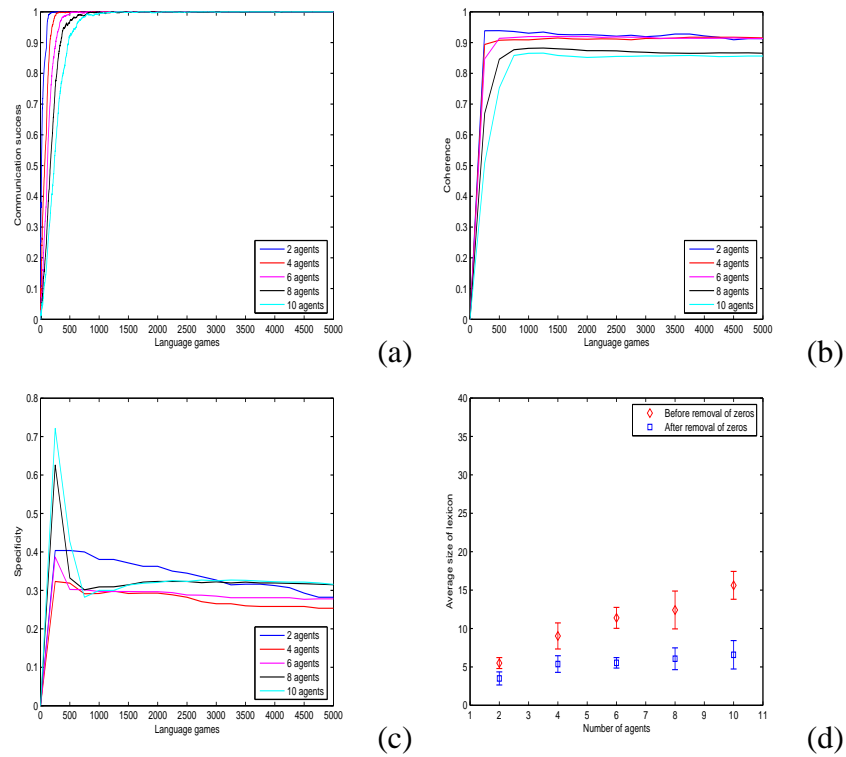 1
0.9
0.8
0.7
0.6
0.5
0.4
0.3
0.2
0.1
0
Communication success
0 500 1000 1500 2000 2500 3000 3500 4000 4500 5000
Language games
2 agents
4 agents
6 agents
8 agents
10 agents
(a)
1
0.9
0.8
0.7
0.6
0.5
0.4
0.3
0.2
0.1
0
Coherence
0 500 1000 1500 2000 2500 3000 3500 4000 4500 5000
Language games
2 agents
4 agents
6 agents
8 agents
10 agents
(b)
0.8
0.7
0.6
0.5
0.4
0.3
0.2
0.1
0
Specificity
0 500 1000 1500 2000 2500 3000 3500 4000 4500 5000
Language games
2 agents
4 agents
6 agents
8 agents
10 agents
(c)
40
35
30
25
20
15
10
5
0
Average size of lexicon
1 2 3 4 5 6 7 8 9 10 11
Number of agents
Before removal of zeros
After removal of zeros
(d)